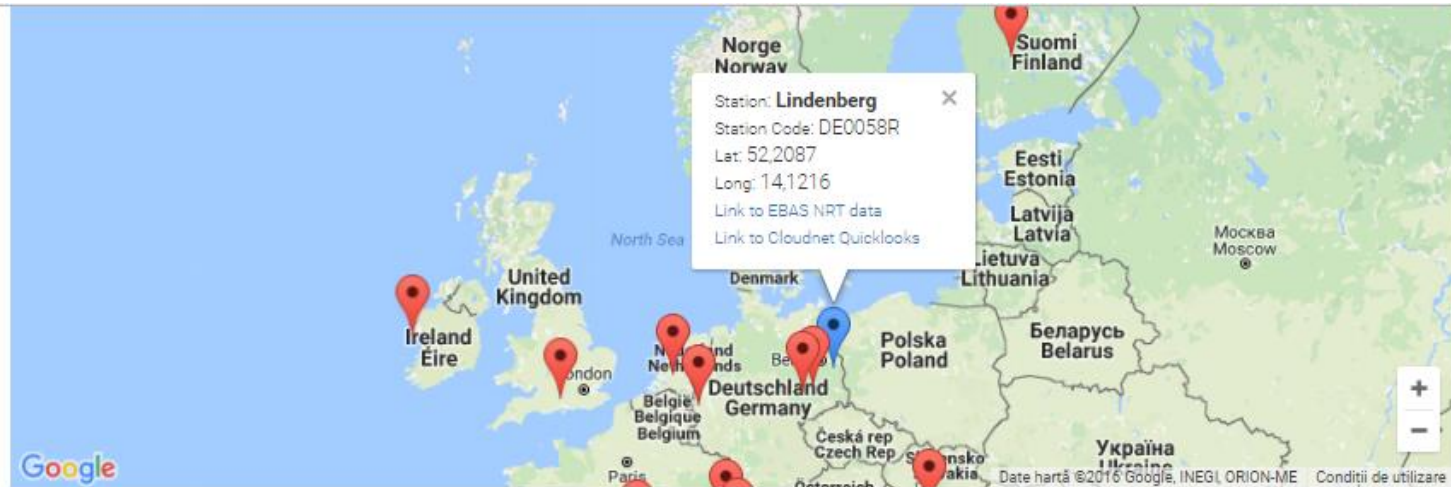 Norge
Norway
Suomi
Finland
Station: Lindenberg
Station Code: DE0058R
Lat: 52,2087
Long: 14,1216
Link to EBAS NRT data
Link to Cloudnet Quicklooks
×
Eesti
Estonia
Latvija
Latvia
Lietuva
Lithuania
Москва
Moscow
North Sea
Denmark
United
Kingdom
Ireland
Éire
Polska
Poland
Беларусь
Belarus
Deutschland
Germany
België
Belgique
Belgium
Česká rep
Czech Rep
Україна
Ukraine
Paris
+
−
Google
Date hartă ©2016 Google, INEGI, ORION-ME
Condiții de utilizare